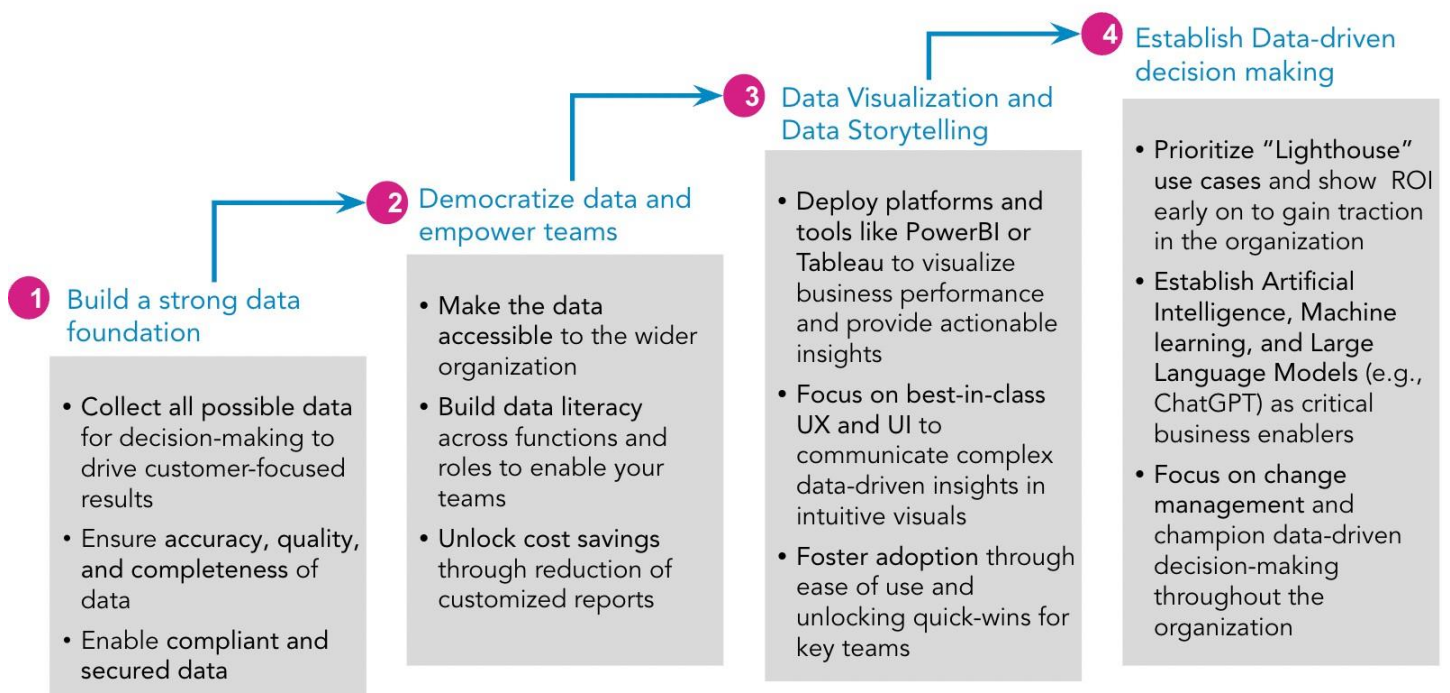 1
Build a strong data
foundation
• Collect all possible data
for decision-making to
drive customer-focused
results
• Ensure accuracy, quality,
and completeness of
data
• Enable compliant and
secured data
2
Democratize data and
empower teams
• Make the data
accessible to the wider
organization
• Build data literacy
across functions and
roles to enable your
teams
• Unlock cost savings
through reduction of
customized reports
3
Data Visualization and
Data Storytelling
• Deploy platforms and
tools like PowerBI or
Tableau to visualize
business performance
and provide actionable
insights
• Focus on best-in-class
UX and UI to
communicate complex
data-driven insights in
intuitive visuals
• Foster adoption through
ease of use and
unlocking quick-wins for
key teams
4
Establish Data-driven
decision making
• Prioritize “Lighthouse”
use cases and show ROI
early on to gain traction
in the organization
• Establish Artificial
Intelligence, Machine
learning, and Large
Language Models (e.g.,
ChatGPT) as critical
business enablers
• Focus on change
management and
champion data-driven
decision-making
throughout the
organization